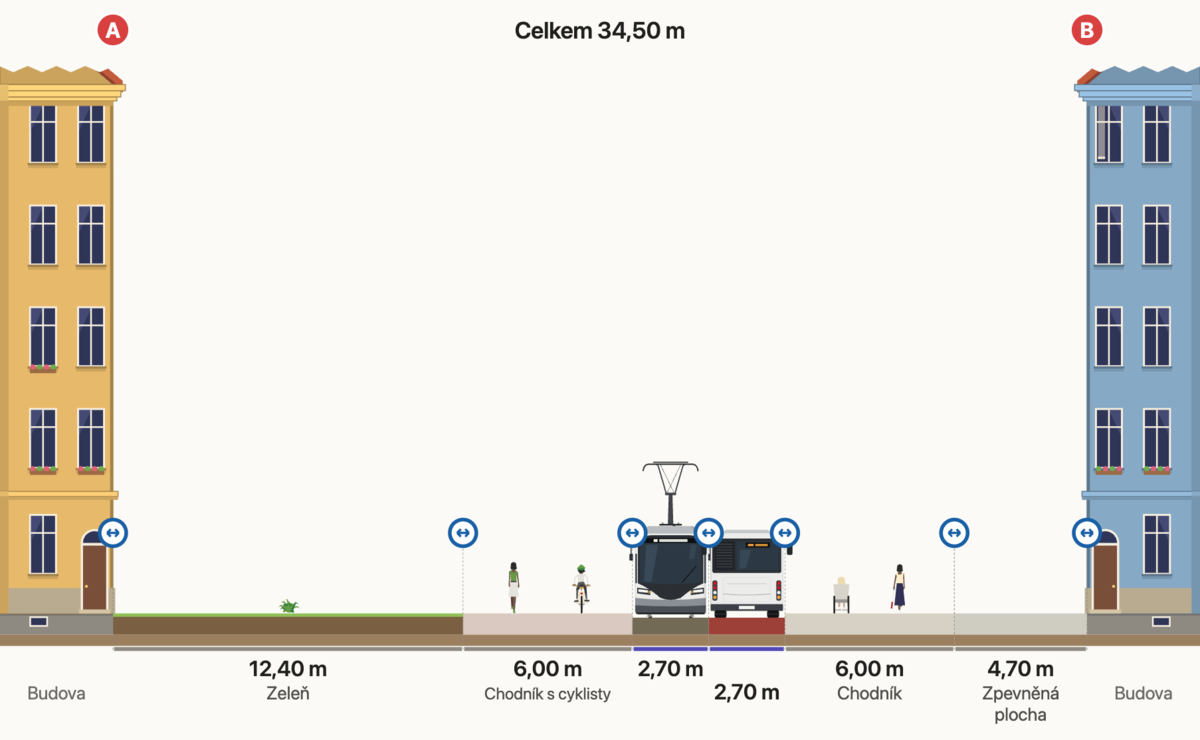 A
Celkem 34,50 m
B
12,40 m
6,00 m
2,70 m
2,70 m
6,00 m
4,70 m
Budova
Zeleň
Chodník s cyklisty
Chodník
Zpevněná
plocha
Budova